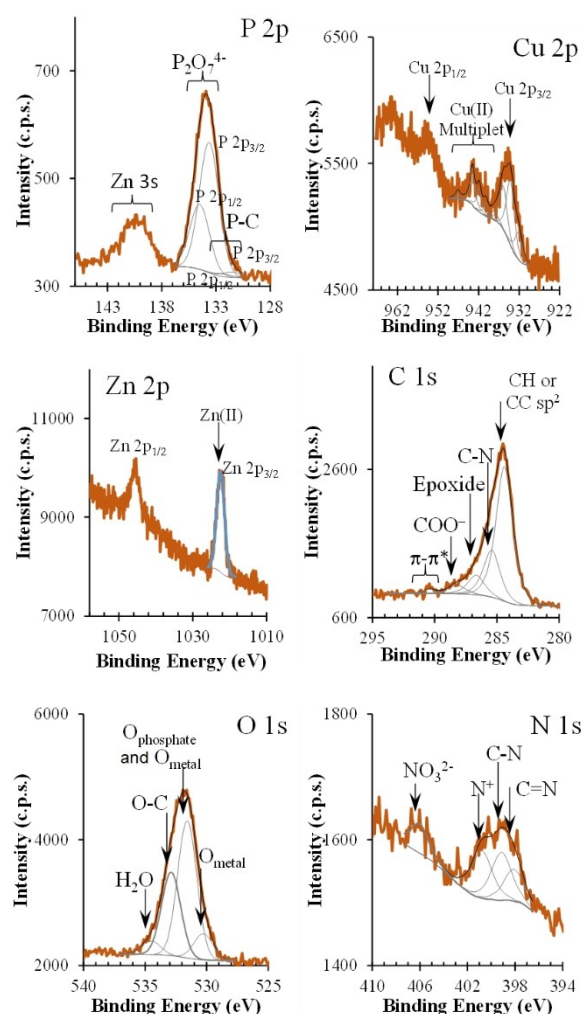 P 2p
P₂O₇⁴⁻
P 2p₃/₂
Zn 3s
P 2p₁/₂
P-C
P 2p₃/₂
P 2p₁/₂
Intensity (c.p.s.)
700
500
300
143 138 133 128
Binding Energy (eV)
Cu 2p
Cu 2p₁/₂
Cu 2p₃/₂
Cu(II)
Multiplet
Intensity (c.p.s.)
6500
5500
4500
962 952 942 932 922
Binding Energy (eV)
Zn 2p
Zn(II)
Zn 2p₁/₂
Zn 2p₃/₂
Intensity (c.p.s.)
11000
9000
7000
1050 1030 1010
Binding Energy (eV)
C 1s
CH or
CC sp²
C-N
Epoxide
COO⁻
π-π*
Intensity (c.p.s.)
2600
600
295 290 285 280
Binding Energy (eV)
O 1s
O phosphate
and O metal
O-C
O metal
H₂O
Intensity (c.p.s.)
6000
4000
2000
540 535 530 525
Binding Energy (eV)
N 1s
C-N
NO₃²⁻
N⁺
C=N
Intensity (c.p.s.)
1800
1600
1400
410 406 402 398 394
Binding Energy (eV)